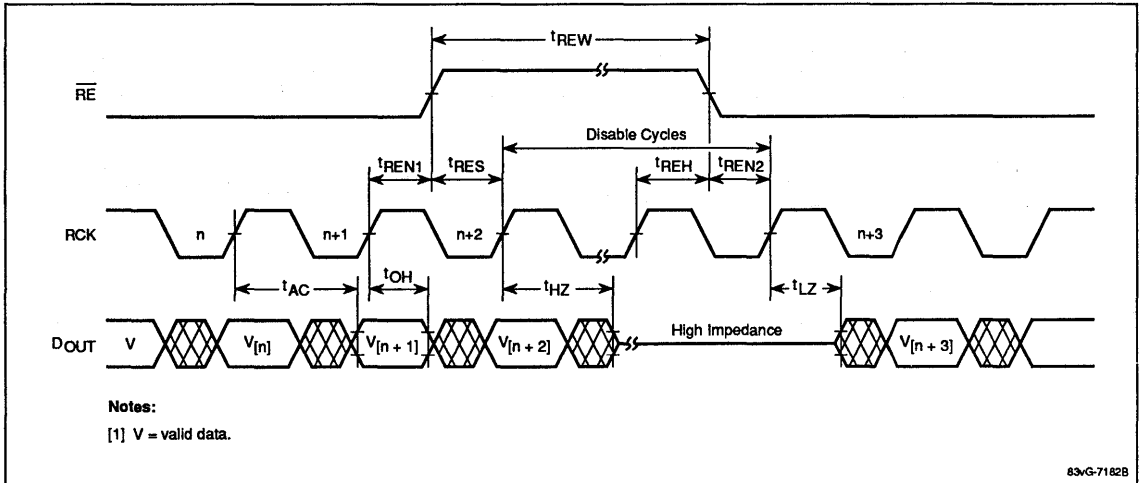 tREW
RE
Disable Cycles
tREN1 tRES tREH tREN2
RCK n n+1 n+2 n+3
tAC tOH tHZ tLZ
DOUT V V[n] V[n + 1] V[n + 2] High Impedance V[n + 3]
Notes:
[1] V = valid data.
83vG-7182B